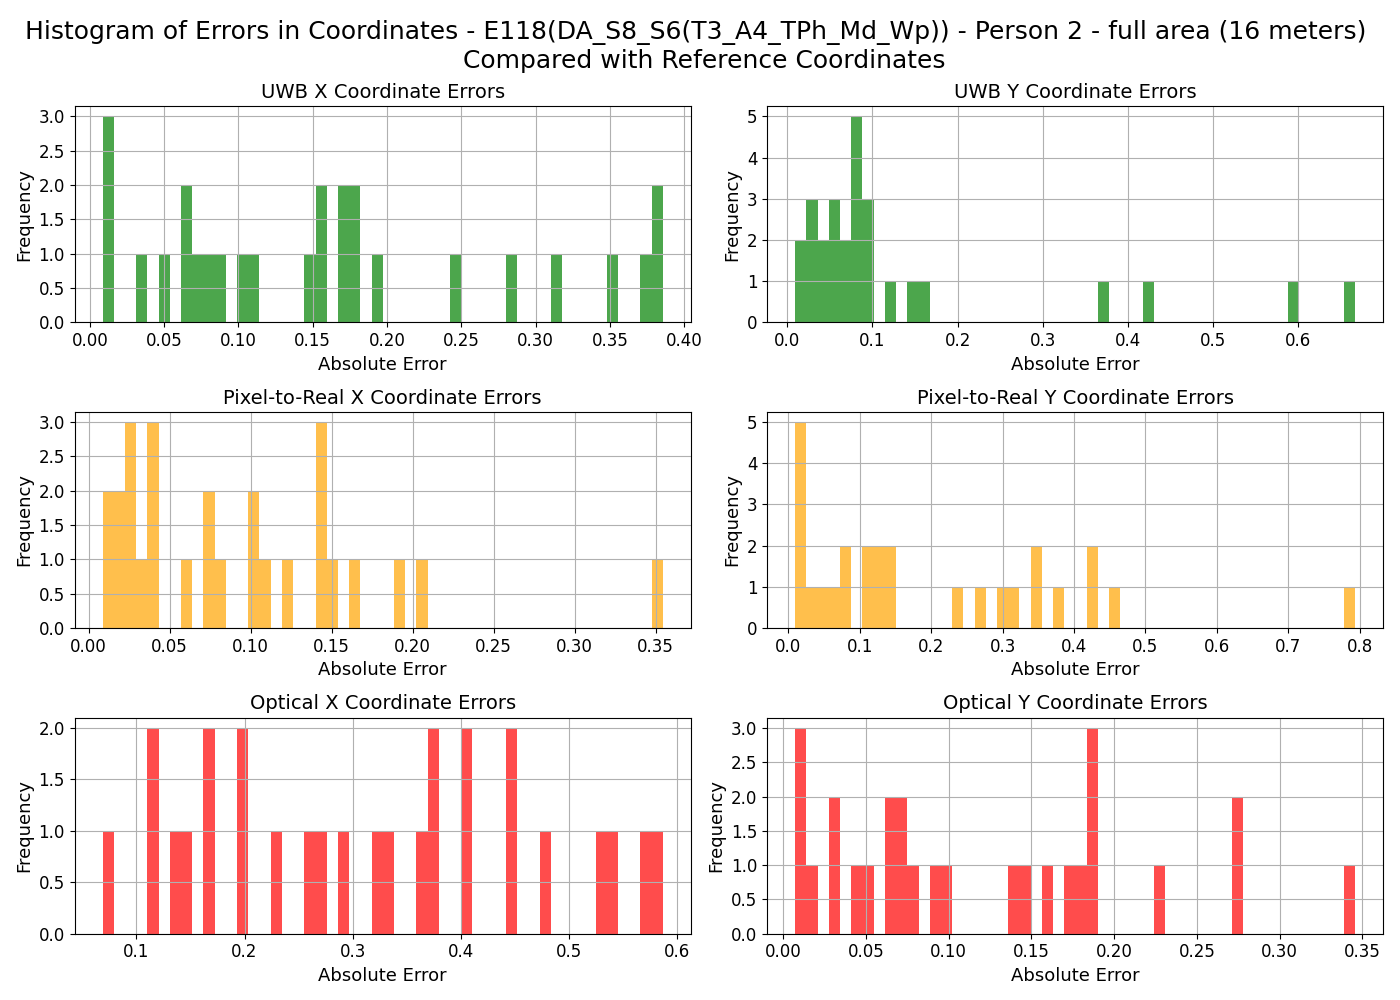 Histogram of Errors in Coordinates - E118(DA_S8_S6(T3_A4_TPh_Md_Wp)) - Person 2 - full area (16 meters)
Compared with Reference Coordinates
UWB X Coordinate Errors
Frequency
3.0
2.5
2.0
1.5
1.0
0.5
0.0
0.00 0.05 0.10 0.15 0.20 0.25 0.30 0.35 0.40
Absolute Error
UWB Y Coordinate Errors
Frequency
5
4
3
2
1
0
0.0 0.1 0.2 0.3 0.4 0.5 0.6
Absolute Error
Pixel-to-Real X Coordinate Errors
Frequency
3.0
2.5
2.0
1.5
1.0
0.5
0.0
0.00 0.05 0.10 0.15 0.20 0.25 0.30 0.35
Absolute Error
Pixel-to-Real Y Coordinate Errors
Frequency
5
4
3
2
1
0
0.0 0.1 0.2 0.3 0.4 0.5 0.6 0.7 0.8
Absolute Error
Optical X Coordinate Errors
Frequency
2.0
1.5
1.0
0.5
0.0
0.1 0.2 0.3 0.4 0.5 0.6
Absolute Error
Optical Y Coordinate Errors
Frequency
3.0
2.5
2.0
1.5
1.0
0.5
0.0
0.00 0.05 0.10 0.15 0.20 0.25 0.30 0.35
Absolute Error